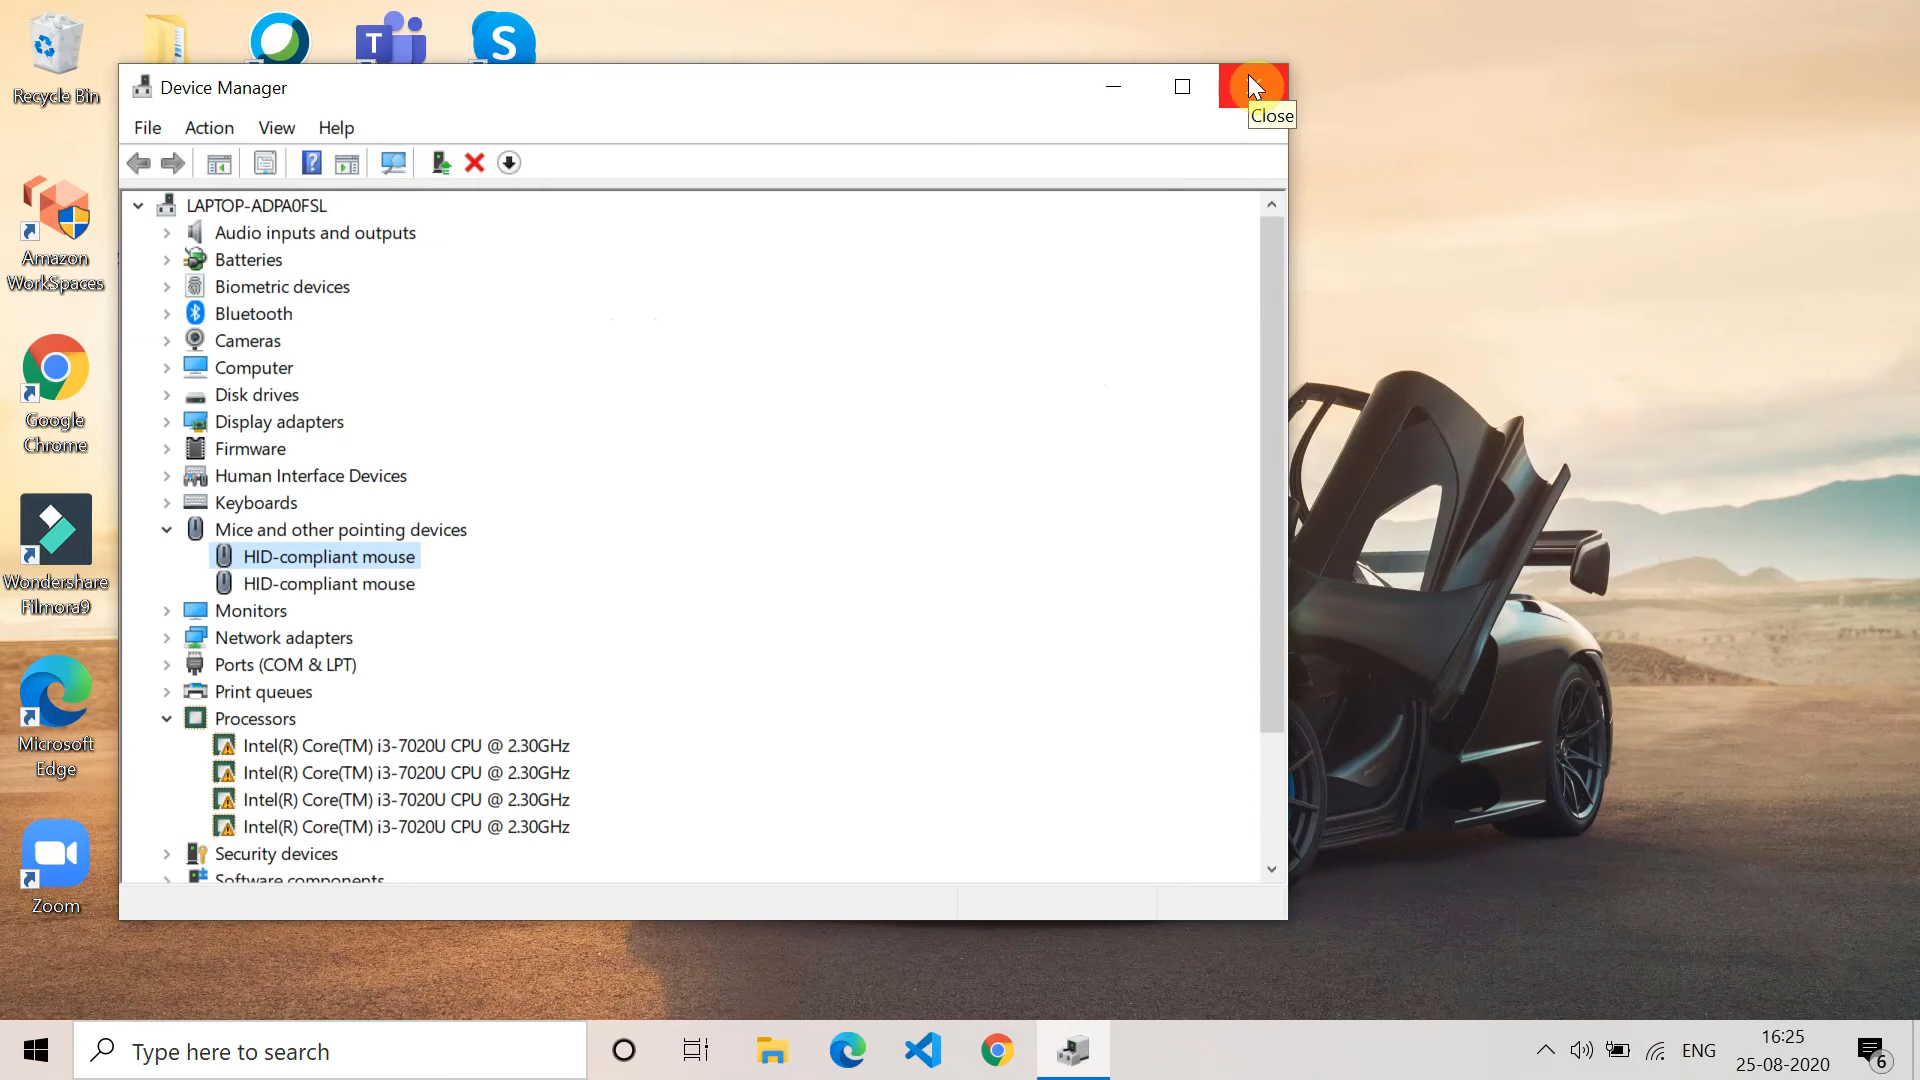 Recycle Bin
Amazon
WorkSpaces
Google
Chrome
Wondershare
Filmora9
Microsoft
Edge
Zoom
T
S
Device Manager
Close
File Action View Help
LAPTOP-ADPA0FSL
Audio inputs and outputs
Batteries
Biometric devices
Bluetooth
Cameras
Computer
Disk drives
Display adapters
Firmware
Human Interface Devices
Keyboards
Mice and other pointing devices
HID-compliant mouse
HID-compliant mouse
Monitors
Network adapters
Ports (COM & LPT)
Print queues
Processors
Intel(R) Core(TM) i3-7020U CPU @ 2.30GHz
Intel(R) Core(TM) i3-7020U CPU @ 2.30GHz
Intel(R) Core(TM) i3-7020U CPU @ 2.30GHz
Intel(R) Core(TM) i3-7020U CPU @ 2.30GHz
Security devices
Software components
Type here to search
ENG
16:25
25-08-2020
6